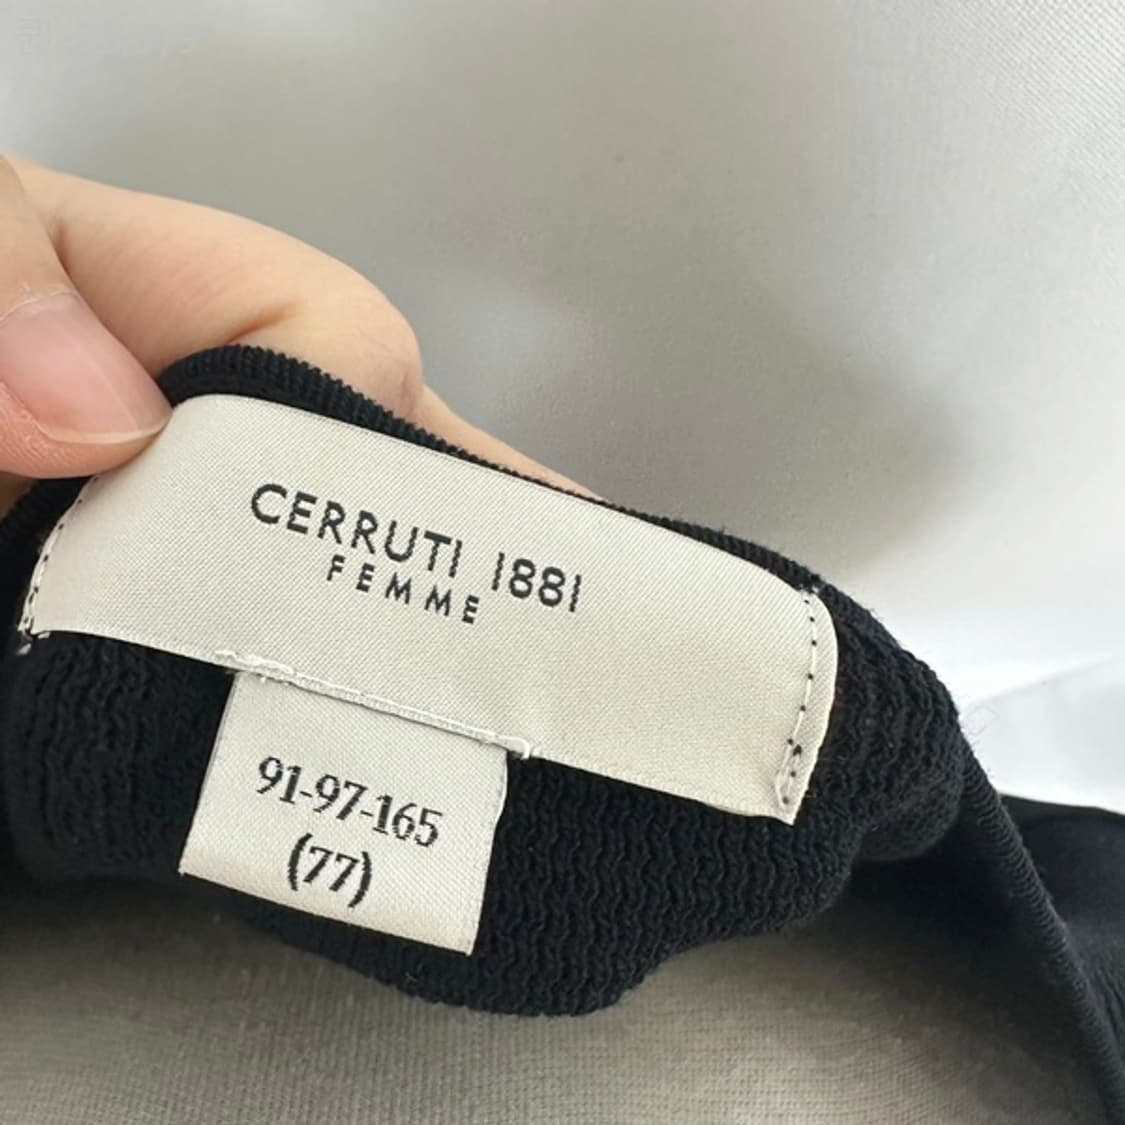 CERRUTI 1881
FEMME
91-97-165
(77)